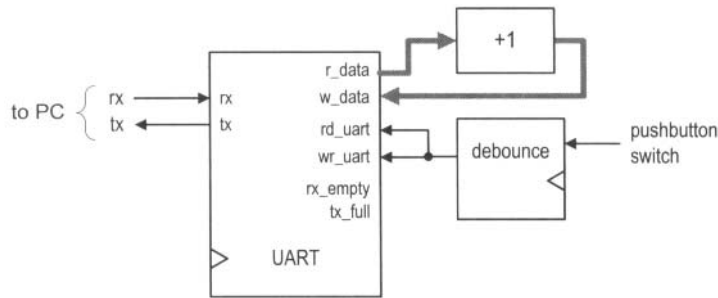 +1
r_data
w_data
to PC
rx
rx
tx
tx
rd_uart
wr_uart
debounce
pushbutton
switch
rx_empty
tx_full
UART